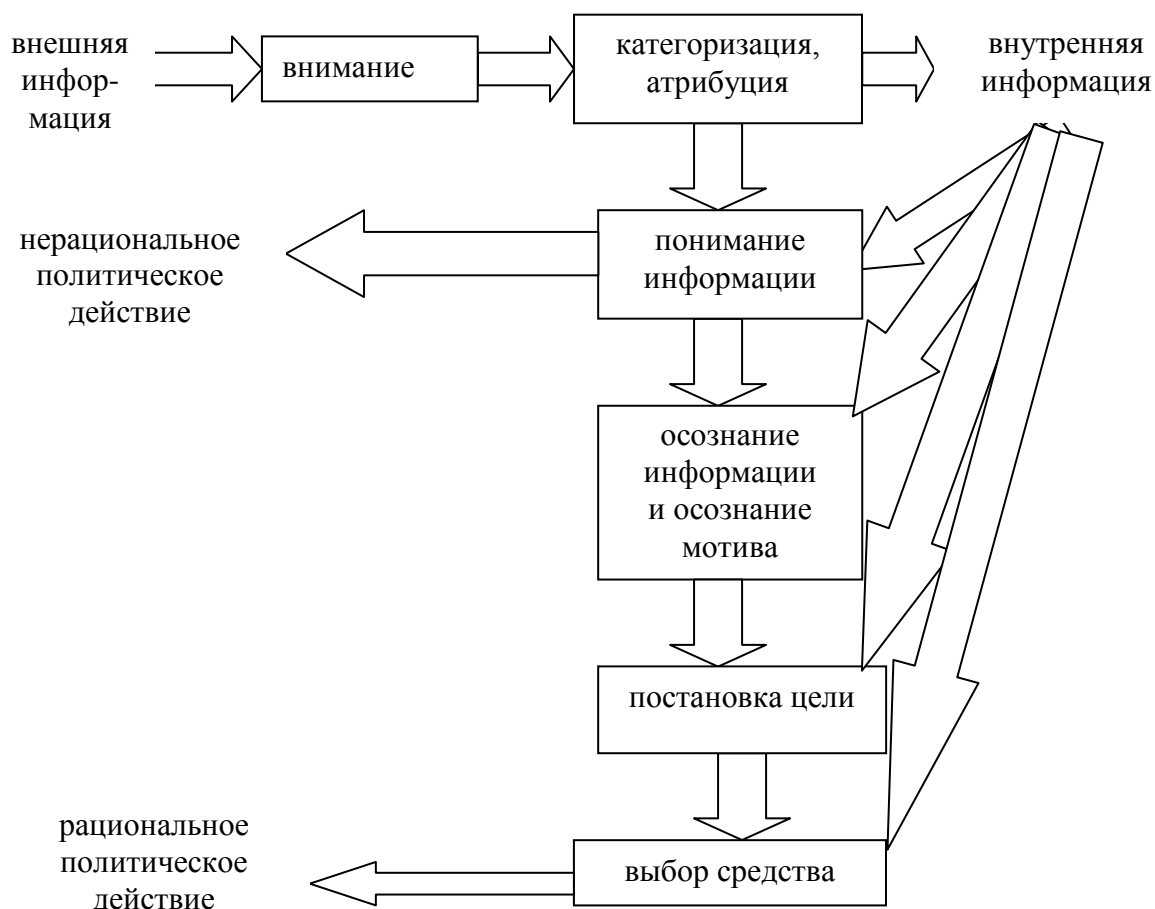 внешняя
инфор-
мация
внимание
категоризация,
атрибуция
внутренняя
информация
нерациональное
политическое
действие
понимание
информации
осознание
информации
и осознание
мотива
постановка цели
рациональное
политическое
действие
выбор средства